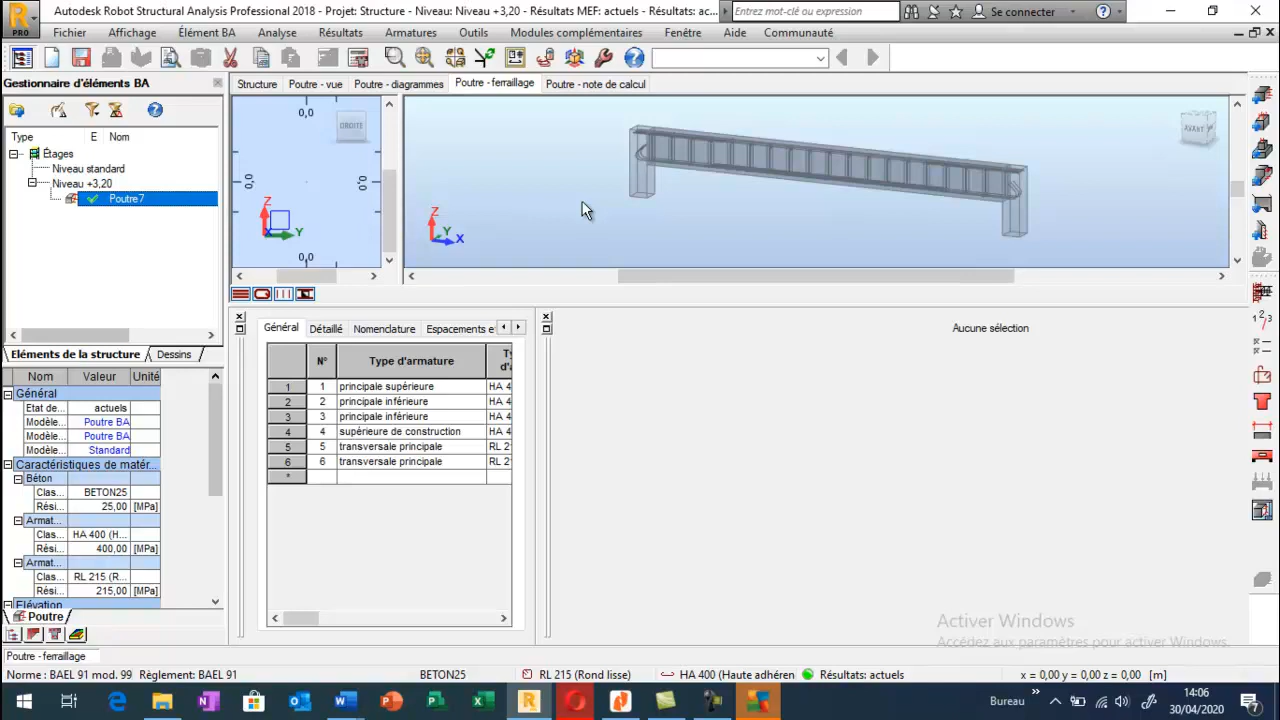 Autodesk Robot Structural Analysis Professional 2018 - Projet: Structure - Niveau: Niveau +3,20 - Résultats MEF: actuels - Résultats: ac...
Entrez mot-clé ou expression
Se connecter
PRO
Fichier Affichage Élément BA Analyse Résultats Armatures Outils Modules complémentaires Fenêtre Aide Communauté
Gestionnaire d'éléments BA
Structure Poutre - vue Poutre - diagrammes Poutre - ferraillage Poutre - note de calcul
Type E Nom
Étages
Niveau standard
Niveau +3,20
Poutre7
0,0
DROITE
0,0 0,0
Z
X Y
0,0
AVANT
Z
Y
X
Eléments de la structure Dessins
Nom Valeur Unité
Général
Etat de... actuels
Modèle... Poutre BA
Modèle... Poutre BA
Modèle... Standard
Caractéristiques de matér...
Béton
Clas... BETON25
Rési... 25,00 [MPa]
Armat...
Clas... HA 400 (H...
Rési... 400,00 [MPa]
Armat...
Clas... RL 215 (R...
Rési... 215,00 [MPa]
Elévation
Poutre
Général Détaillé Nomenclature Espacements et
N° Type d'armature
1 1 principale supérieure HA 4
2 2 principale inférieure HA 4
3 3 principale inférieure HA 4
4 4 supérieure de construction HA 4
5 5 transversale principale RL 21
6 6 transversale principale RL 21
*
Aucune sélection
Activer Windows
Accédez aux paramètres pour activer Windows.
Poutre - ferraillage
Norme : BAEL 91 mod. 99 Règlement: BAEL 91 BETON25 RL 215 (Rond lisse) HA 400 (Haute adhéren Résultats: actuels x = 0,00 y = 0,00 z = 0,00 [m]
Bureau
14:06
30/04/2020